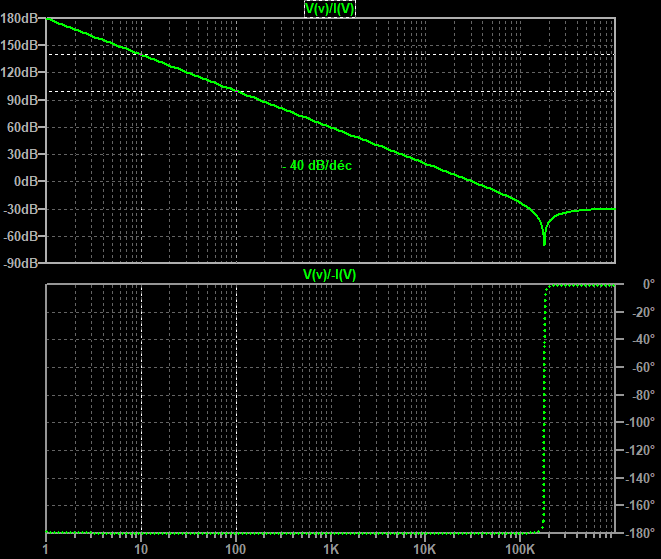 V(v)/I(V)
180dB
150dB
120dB
90dB
60dB
30dB
0dB
-30dB
-60dB
-90dB
- 40 dB/déc
V(v)/-I(V)
0°
-20°
-40°
-60°
-80°
-100°
-120°
-140°
-160°
-180°
1 10 100 1K 10K 100K